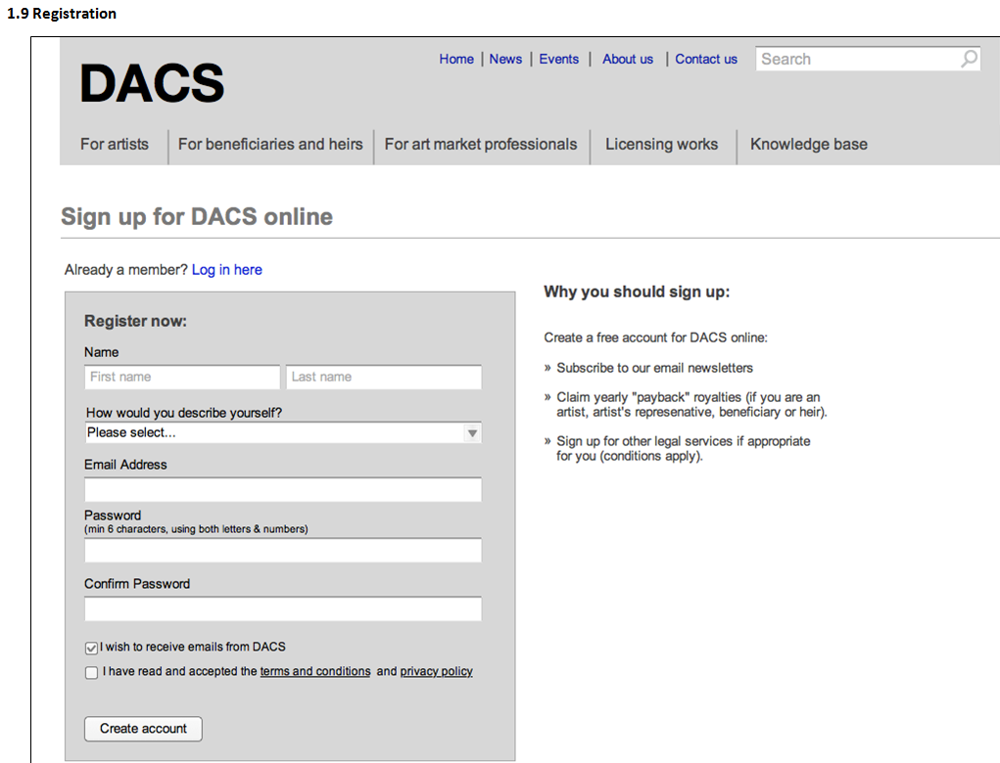 1.9 Registration
Home | News | Events | About us | Contact us
Search
DACS
For artists
For beneficiaries and heirs
For art market professionals
Licensing works
Knowledge base
Sign up for DACS online
Already a member? Log in here
Register now:
Name
First name
Last name
How would you describe yourself?
Please select...
Email Address
Password
(min 6 characters, using both letters & numbers)
Confirm Password
I wish to receive emails from DACS
I have read and accepted the terms and conditions and privacy policy
Create account
Why you should sign up:
Create a free account for DACS online:
» Subscribe to our email newsletters
» Claim yearly "payback" royalties (if you are an
artist, artist's represenative, beneficiary or heir).
» Sign up for other legal services if appropriate
for you (conditions apply).